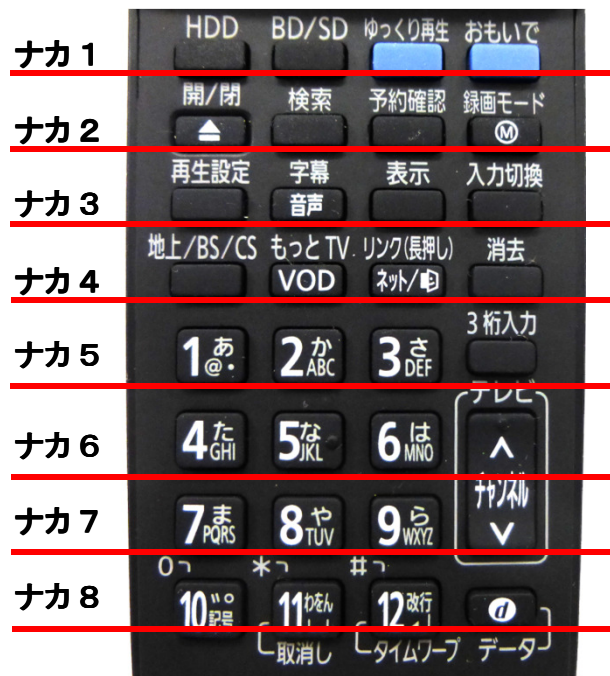 HDD BD/SD ゆっくり再生 おもいで
ナカ 1
開/閉 検索 予約確認 録画モード
ナカ 2 M
再生設定 字幕 表示 入力切換
ナカ 3 音声
地上/BS/CS もっとTV リンク(長押し) 消去
ナカ 4 VOD ネット/
3桁入力
ナカ 5 1 あ @. 2 か ABC 3 さ DEF
テレビ
ナカ 6 4 た GHI 5 な JKL 6 は MNO
チャンネル
ナカ 7 7 ま PQRS 8 や TUV 9 ら WXYZ
0 * #
ナカ 8 10 ゛゜ 記号 11 わをん 12 改行 d
取消し タイムワープ データ